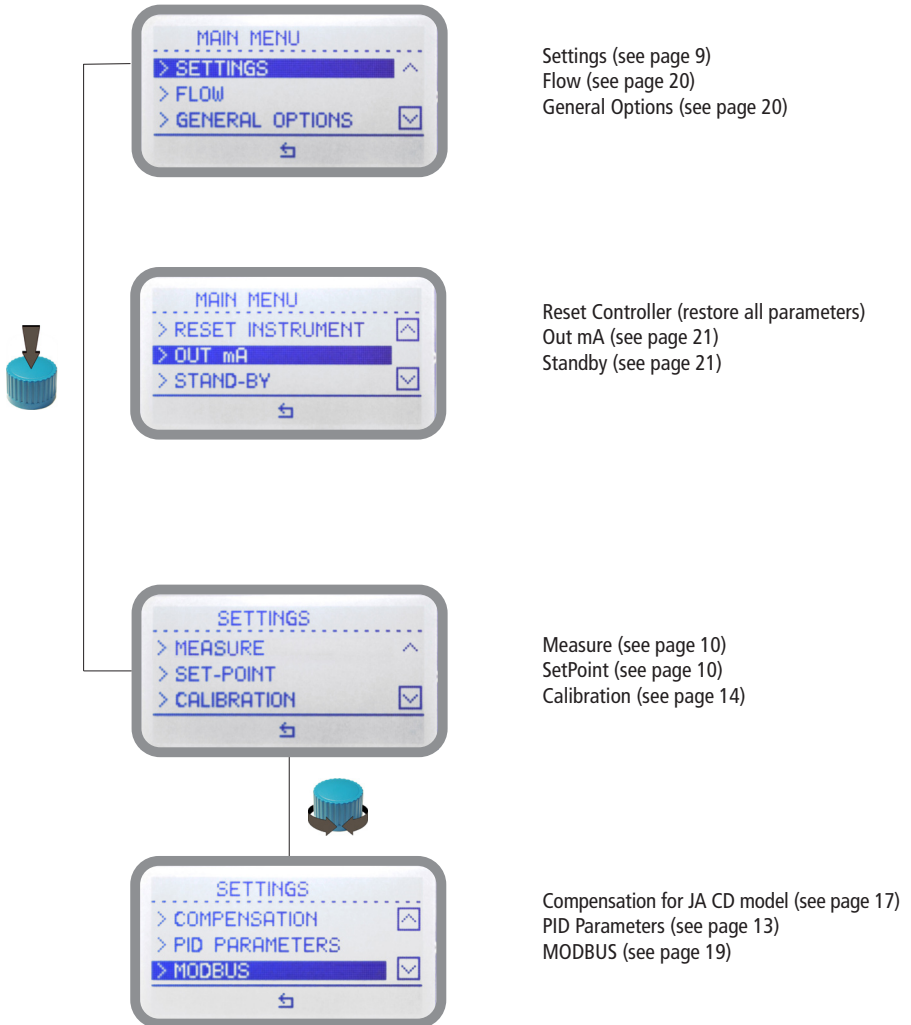 MAIN MENU
> SETTINGS
> FLOW
> GENERAL OPTIONS
Settings (see page 9)
Flow (see page 20)
General Options (see page 20)
MAIN MENU
> RESET INSTRUMENT
> OUT mA
> STAND-BY
Reset Controller (restore all parameters)
Out mA (see page 21)
Standby (see page 21)
SETTINGS
> MEASURE
> SET-POINT
> CALIBRATION
Measure (see page 10)
SetPoint (see page 10)
Calibration (see page 14)
SETTINGS
> COMPENSATION
> PID PARAMETERS
> MODBUS
Compensation for JA CD model (see page 17)
PID Parameters (see page 13)
MODBUS (see page 19)